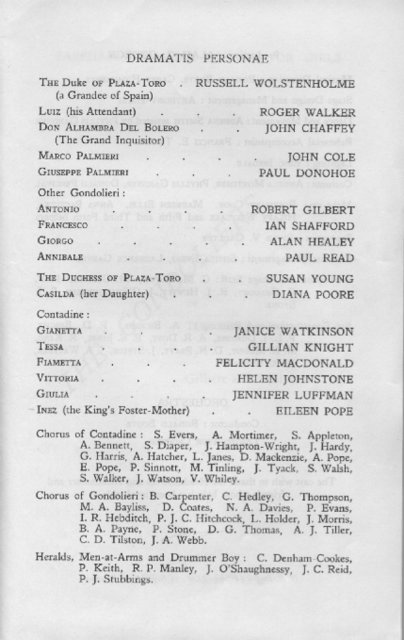 DRAMATIS PERSONAE
THE DUKE OF PLAZA-TORO . RUSSELL WOLSTENHOLME
(a Grandee of Spain)
LUIZ (his Attendant) . . . ROGER WALKER
DON ALHAMBRA DEL BOLERO . . JOHN CHAFFEY
(The Grand Inquisitor)
MARCO PALMIERI . . . . JOHN COLE
GIUSEPPE PALMIERI . . . PAUL DONOHOE
Other Gondolieri :
ANTONIO . . . . ROBERT GILBERT
FRANCESCO . . . . IAN SHAFFORD
GIORGO . . . . ALAN HEALEY
ANNIBALE . . . . PAUL READ
THE DUCHESS OF PLAZA-TORO . . SUSAN YOUNG
CASILDA (her Daughter) . . . DIANA POORE
Contadine :
GIANETTA . . . JANICE WATKINSON
TESSA . . . . GILLIAN KNIGHT
FIAMETTA . . . FELICITY MACDONALD
VITTORIA . . . HELEN JOHNSTONE
GIULIA . . . . JENNIFER LUFFMAN
INEZ (the King's Foster-Mother) . . EILEEN POPE
Chorus of Contadine : S. Evers, A. Mortimer, S. Appleton,
A. Bennett, S. Diaper, J. Hampton-Wright, J. Hardy,
G. Harris, A. Hatcher, L. Janes, D. Mackenzie, A. Pope,
E. Pope, P. Sinnott, M. Tinling, J. Tyack, S. Walsh,
S. Walker, J. Watson, V. Whiley.
Chorus of Gondolieri : B. Carpenter, C. Hedley, G. Thompson,
M. A. Bayliss, D. Coates, N. A. Davies, P. Evans,
I. R. Hebditch, P. J. C. Hitchcock, L. Holder, J. Morris,
B. A. Payne, P. Stone, D. G. Thomas, A. J. Tiller,
C. D. Tilston, J. A. Webb.
Heralds, Men-at-Arms and Drummer Boy : C. Denham-Cookes,
P. Keith, R. P. Manley, J. O'Shaughnessy, J. C. Reid,
P. J. Stubbings.